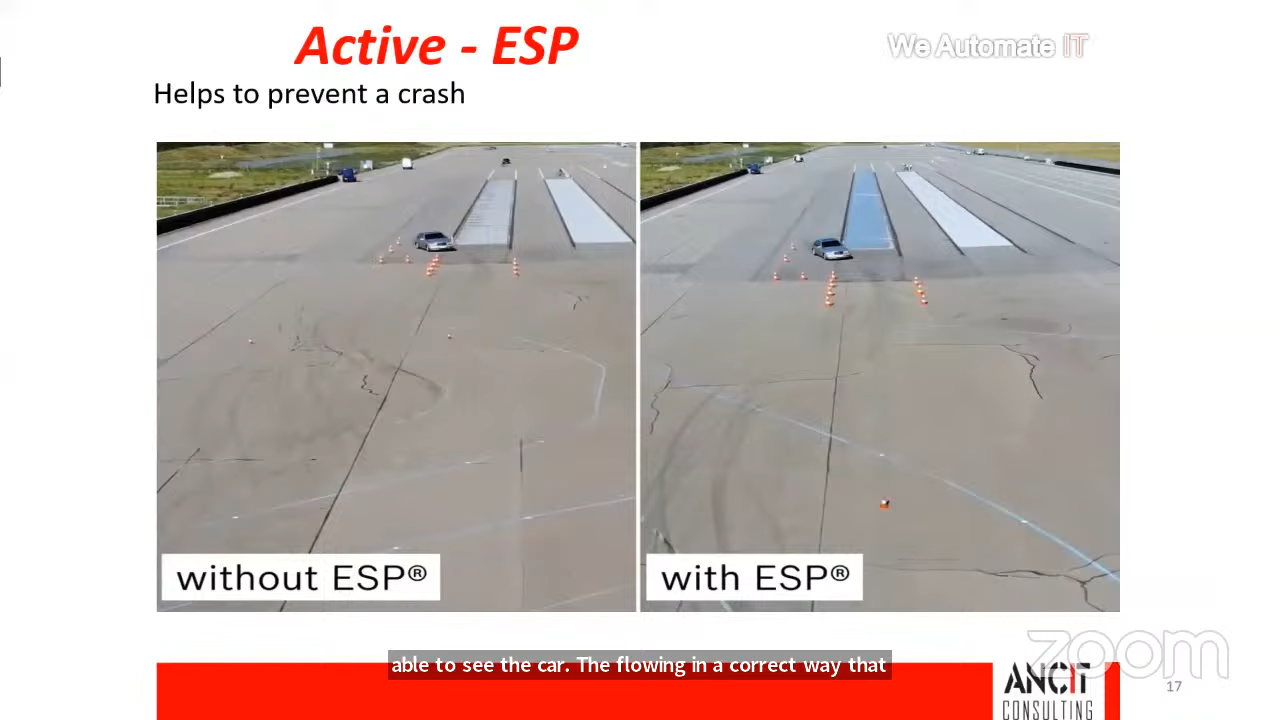 Active - ESP
We Automate IT
Helps to prevent a crash
without ESP®
with ESP®
able to see the car. The flowing in a correct way that
zoom
ANCIT
CONSULTING
17